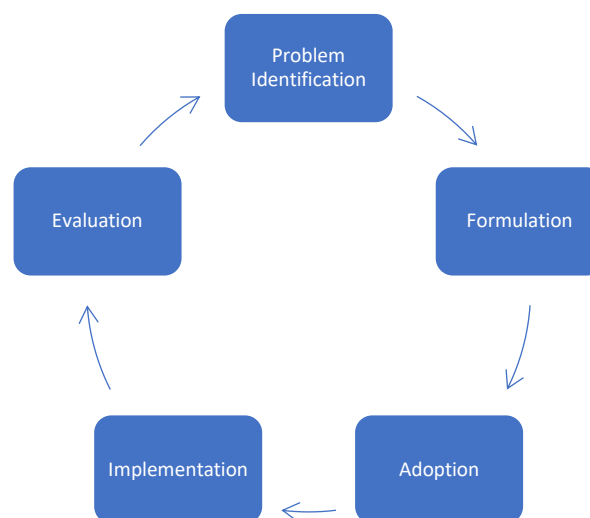 Problem
Identification
Formulation
Adoption
Implementation
Evaluation